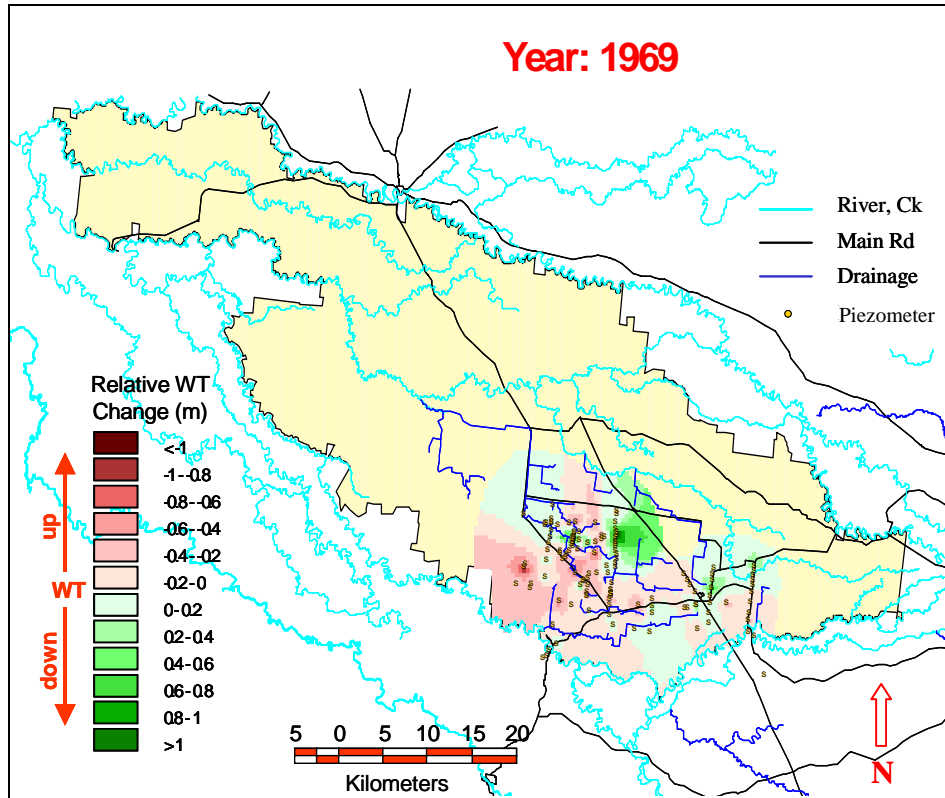 Year: 1969
River, Ck
Main Rd
Drainage
Piezometer
Relative WT
Change (m)
<-1
-1--0.8
-0.8--0.6
-0.6--0.4
-0.4--0.2
-0.2-0
0-0.2
0.2-0.4
0.4-0.6
0.6-0.8
0.8-1
>1
up
WT
down
5 0 5 10 15 20
Kilometers
N